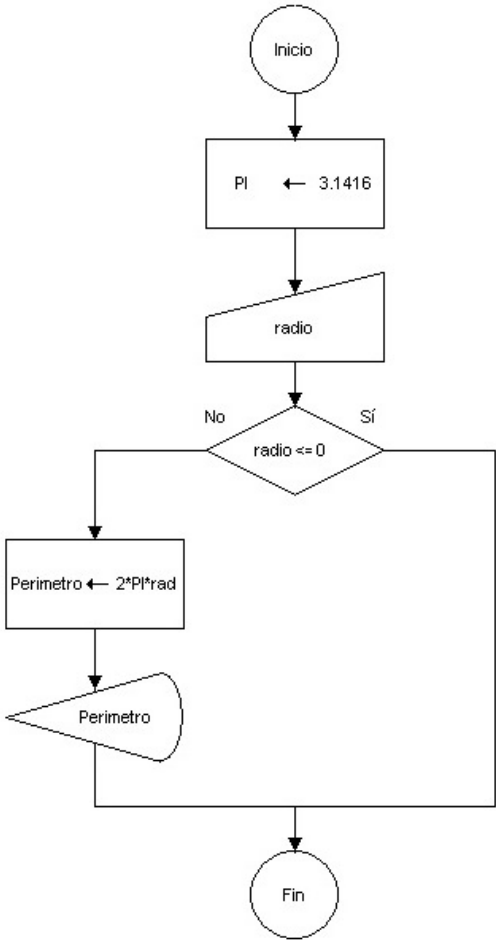 Inicio
PI ← 3.1416
radio
No Sí
radio <= 0
Perimetro ← 2*PI*rad
Perimetro
Fin